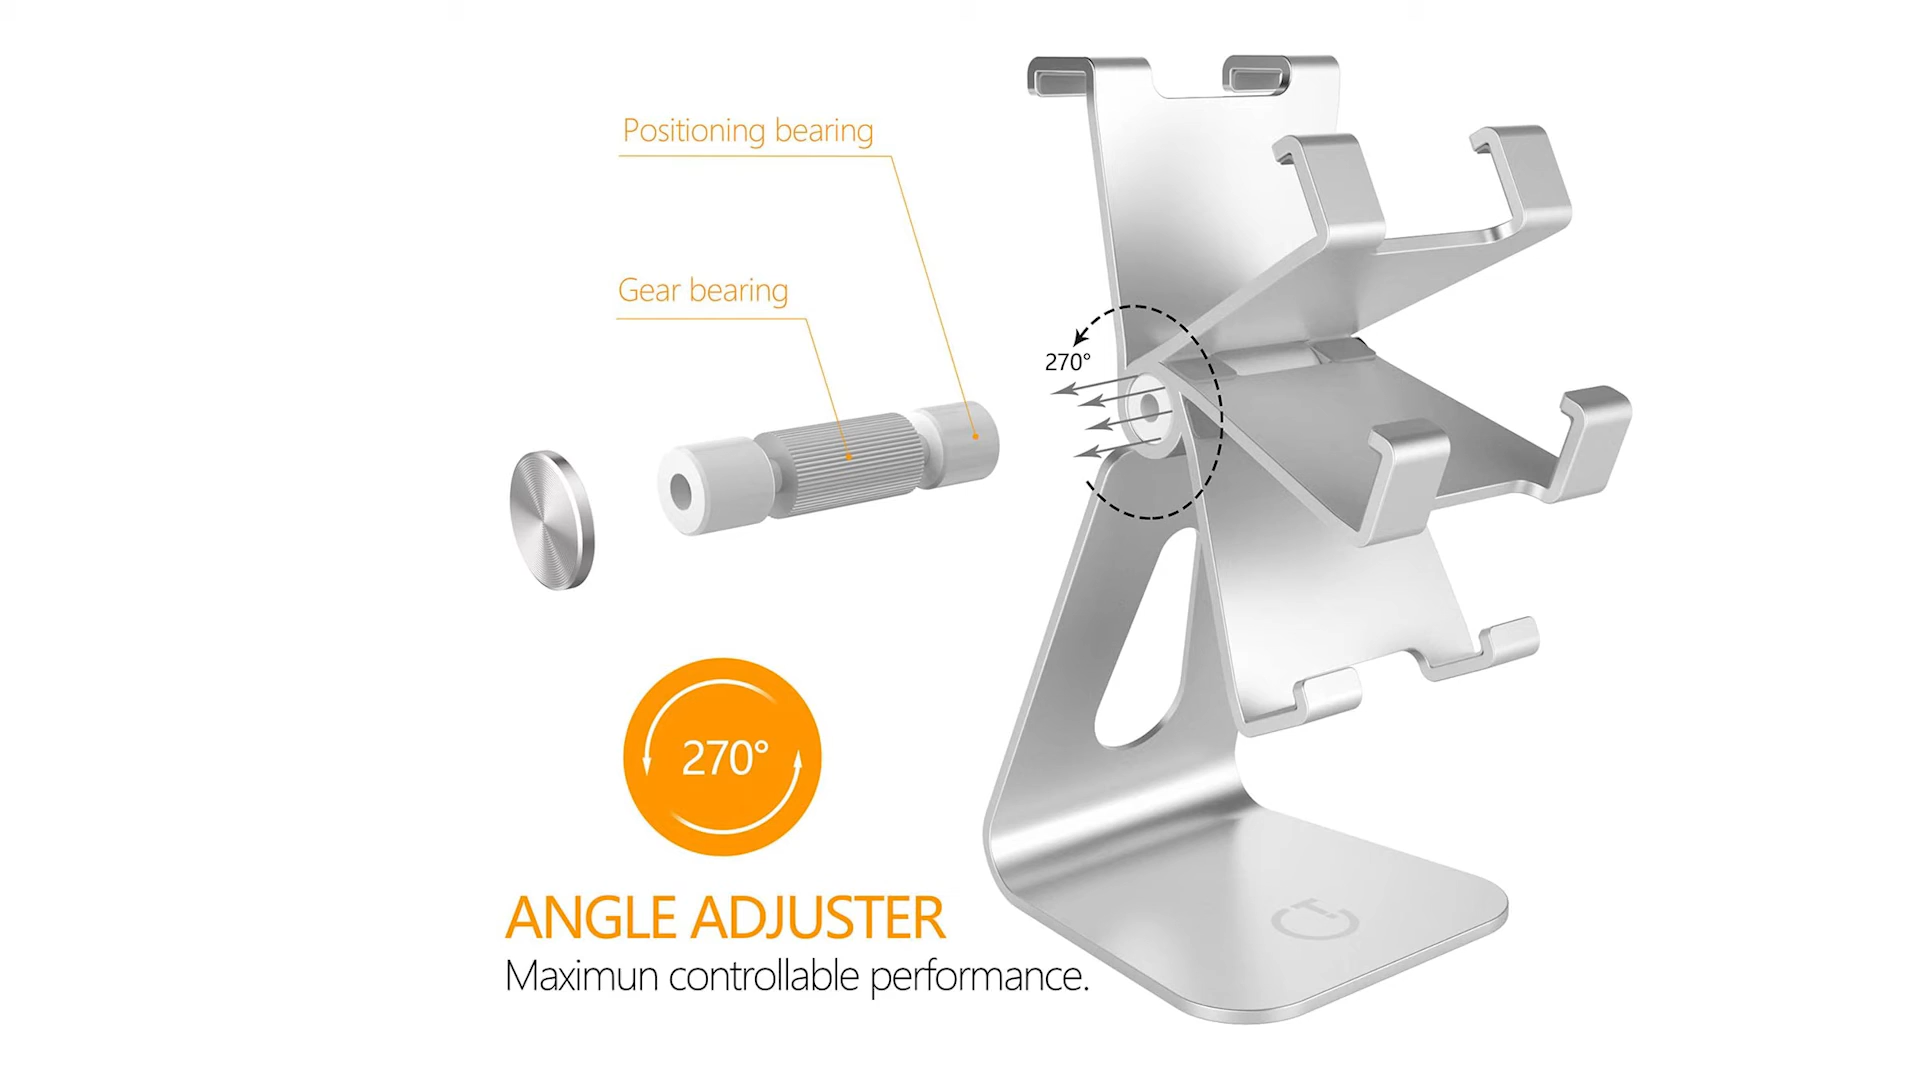 Positioning bearing
Gear bearing
270°
270°
ANGLE ADJUSTER
Maximun controllable performance.